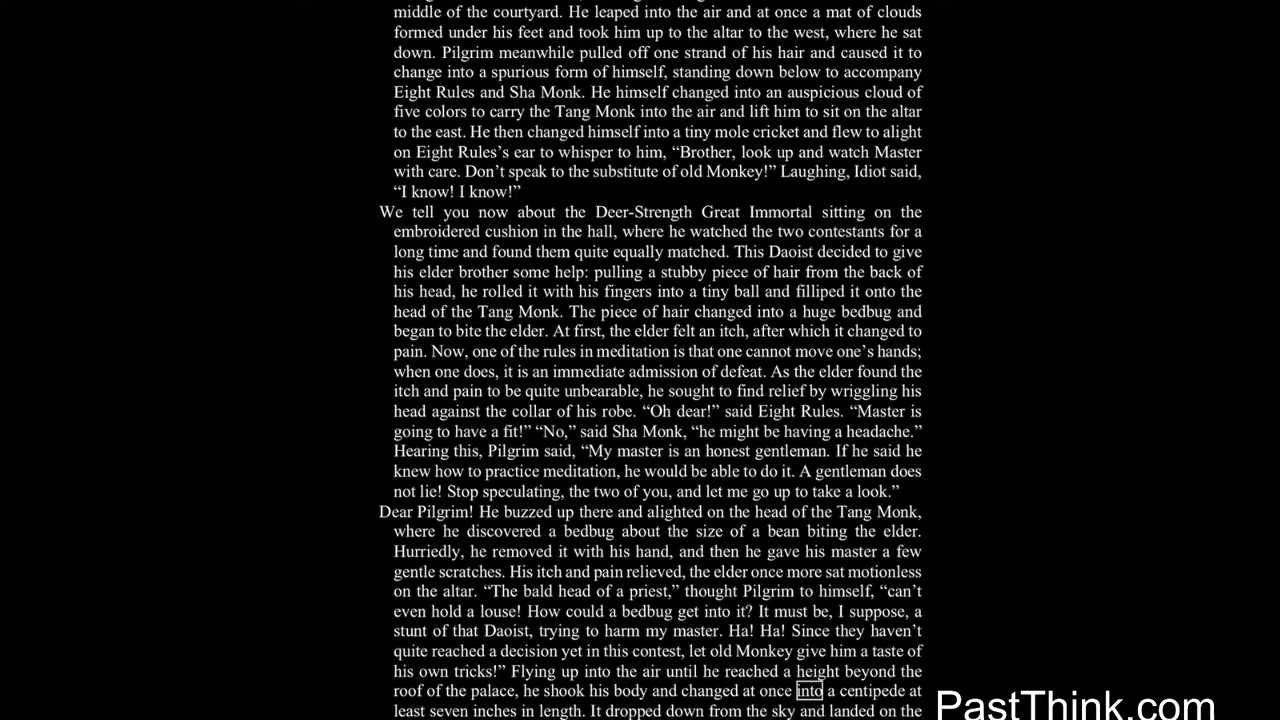 middle of the courtyard. He leaped into the air and at once a mat of clouds
formed under his feet and took him up to the altar to the west, where he sat
down. Pilgrim meanwhile pulled off one strand of his hair and caused it to
change into a spurious form of himself, standing down below to accompany
Eight Rules and Sha Monk. He himself changed into an auspicious cloud of
five colors to carry the Tang Monk into the air and lift him to sit on the altar
to the east. He then changed himself into a tiny mole cricket and flew to alight
on Eight Rules’s ear to whisper to him, “Brother, look up and watch Master
with care. Don’t speak to the substitute of old Monkey!” Laughing, Idiot said,
“I know! I know!”
We tell you now about the Deer-Strength Great Immortal sitting on the
embroidered cushion in the hall, where he watched the two contestants for a
long time and found them quite equally matched. This Daoist decided to give
his elder brother some help: pulling a stubby piece of hair from the back of
his head, he rolled it with his fingers into a tiny ball and filliped it onto the
head of the Tang Monk. The piece of hair changed into a huge bedbug and
began to bite the elder. At first, the elder felt an itch, after which it changed to
pain. Now, one of the rules in meditation is that one cannot move one’s hands;
when one does, it is an immediate admission of defeat. As the elder found the
itch and pain to be quite unbearable, he sought to find relief by wriggling his
head against the collar of his robe. “Oh dear!” said Eight Rules. “Master is
going to have a fit!” “No,” said Sha Monk, “he might be having a headache.”
Hearing this, Pilgrim said, “My master is an honest gentleman. If he said he
knew how to practice meditation, he would be able to do it. A gentleman does
not lie! Stop speculating, the two of you, and let me go up to take a look.”
Dear Pilgrim! He buzzed up there and alighted on the head of the Tang Monk,
where he discovered a bedbug about the size of a bean biting the elder.
Hurriedly, he removed it with his hand, and then he gave his master a few
gentle scratches. His itch and pain relieved, the elder once more sat motionless
on the altar. “The bald head of a priest,” thought Pilgrim to himself, “can’t
even hold a louse! How could a bedbug get into it? It must be, I suppose, a
stunt of that Daoist, trying to harm my master. Ha! Ha! Since they haven’t
quite reached a decision yet in this contest, let old Monkey give him a taste of
his own tricks!” Flying up into the air until he reached a height beyond the
roof of the palace, he shook his body and changed at once into a centipede at
least seven inches in length. It dropped down from the sky and landed on the
PastThink.com